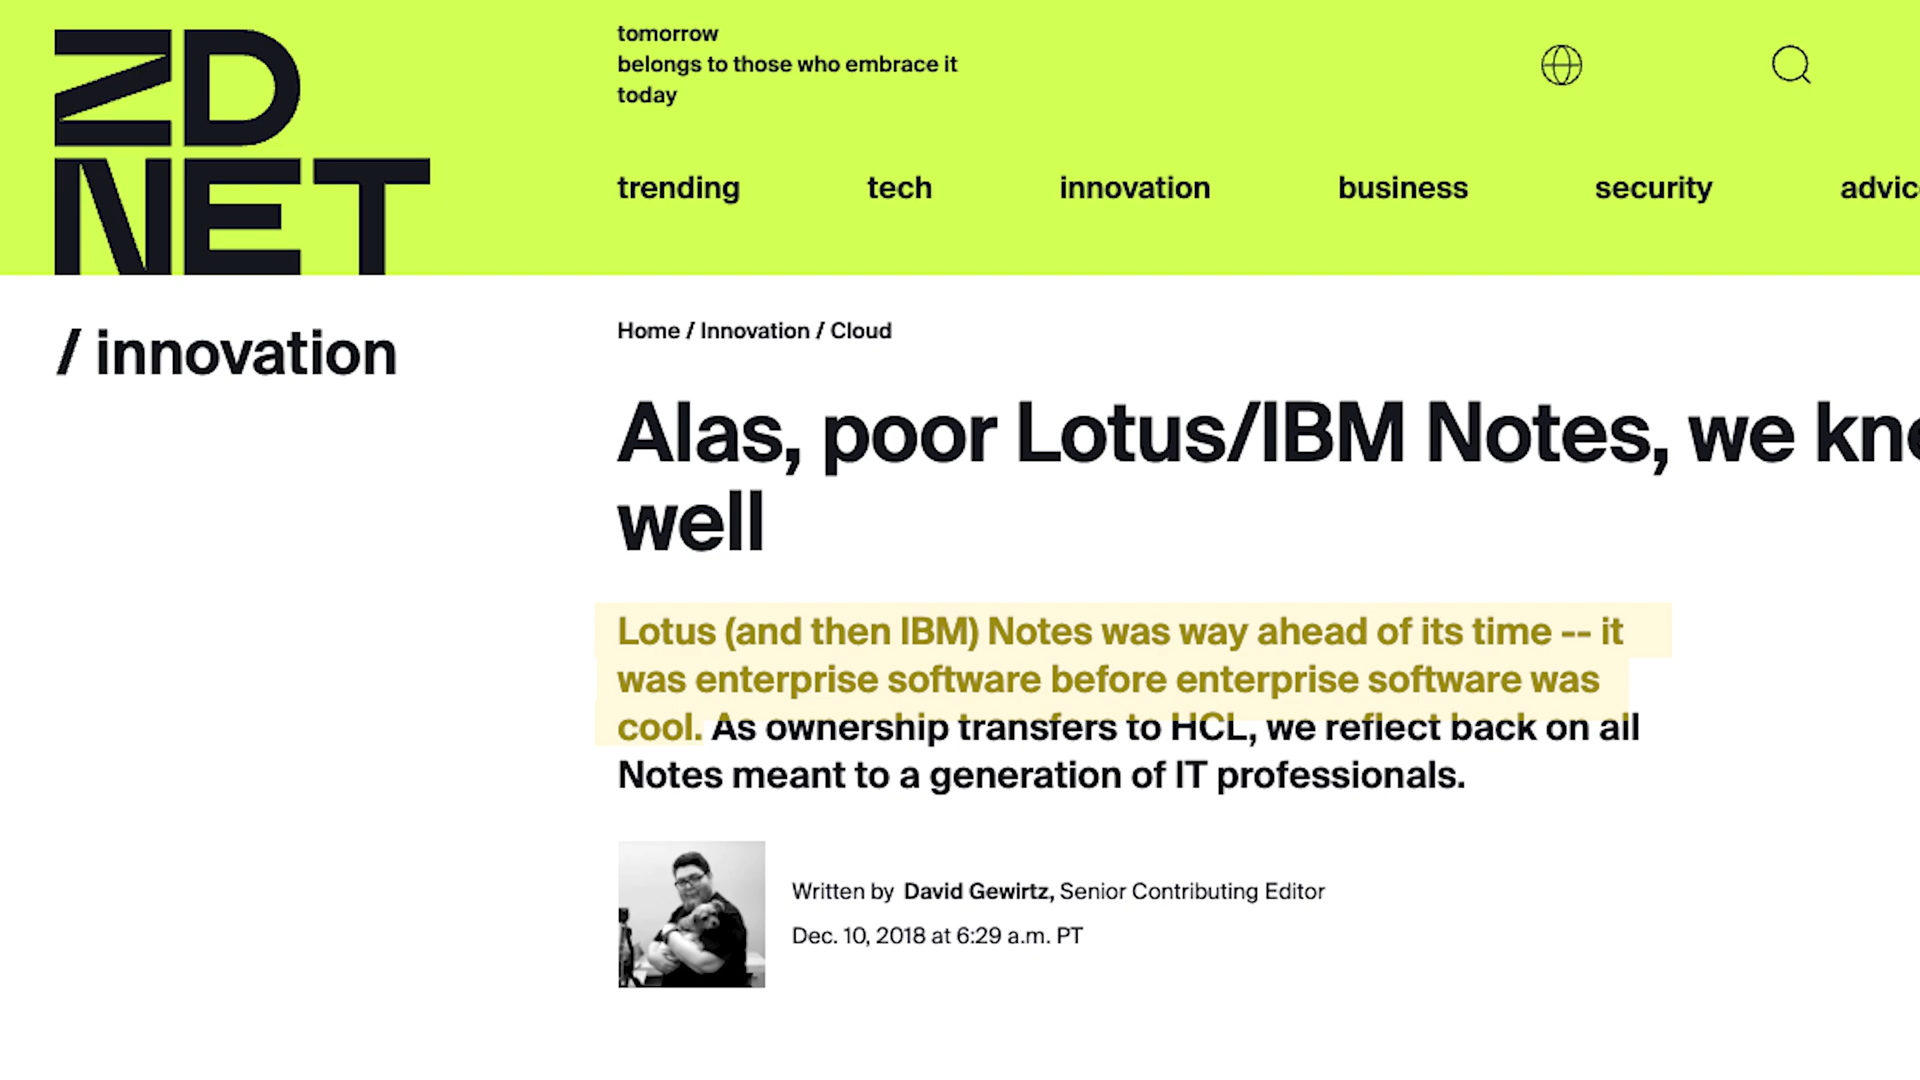 ZD
NET
tomorrow
belongs to those who embrace it
today
trending tech innovation business security
/ innovation
Home / Innovation / Cloud
Alas, poor Lotus/IBM Notes, we
well
Lotus (and then IBM) Notes was way ahead of its time -- it
was enterprise software before enterprise software was
cool. As ownership transfers to HCL, we reflect back on all
Notes meant to a generation of IT professionals.
Written by David Gewirtz, Senior Contributing Editor
Dec. 10, 2018 at 6:29 a.m. PT